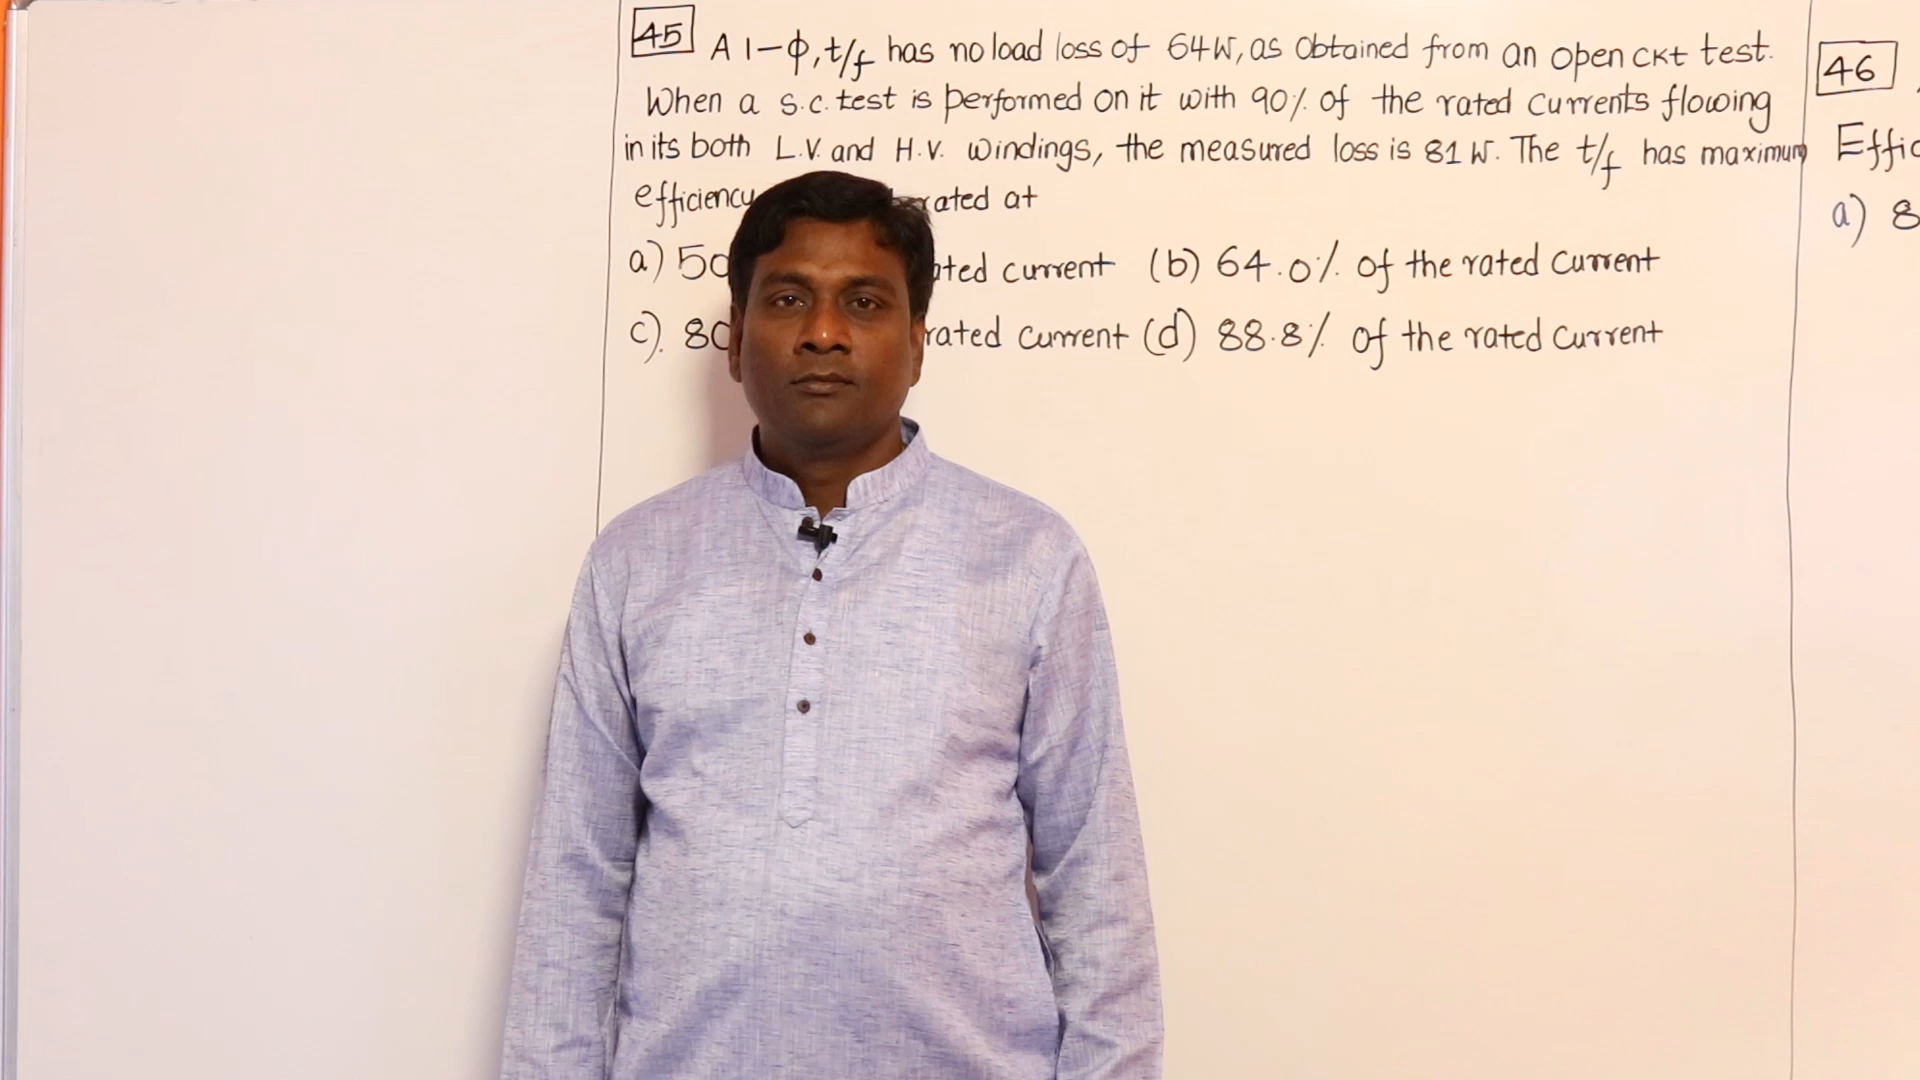 45 A 1-φ, t/f has no load loss of 64W, as obtained from an open ckt test.
When a s.c. test is performed on it with 90% of the rated currents flowing
in its both L.V. and H.V. windings, the measured loss is 81 W. The t/f has maximum
efficiency rated at
a) 50 ated current (b) 64.0% of the rated current
c). 80 rated current (d) 88.8% of the rated current
46
Effic
a) 8